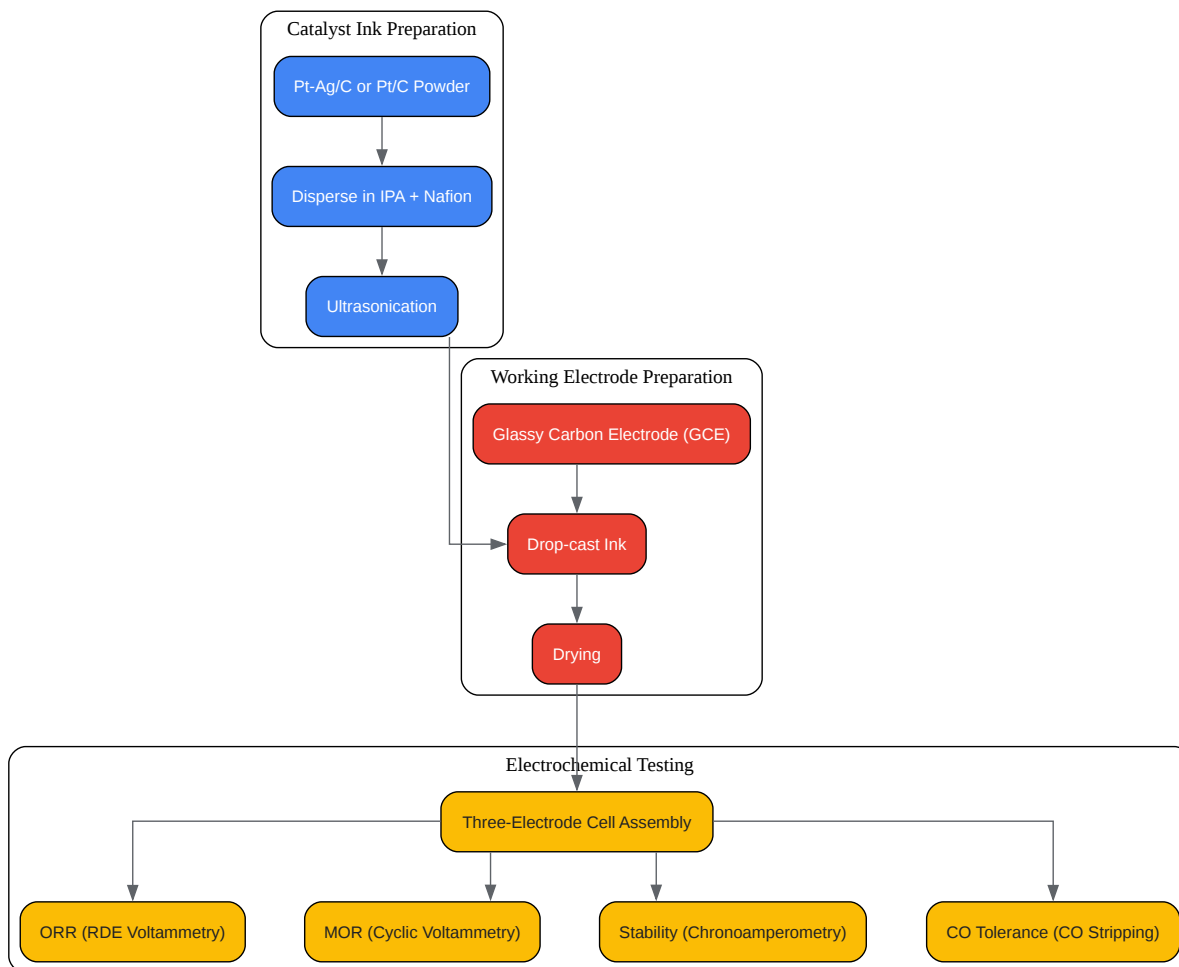 Catalyst Ink Preparation
Pt-Ag/C or Pt/C Powder
Disperse in IPA + Nafion
Ultrasonication
Working Electrode Preparation
Glassy Carbon Electrode (GCE)
Drop-cast Ink
Drying
Electrochemical Testing
Three-Electrode Cell Assembly
ORR (RDE Voltammetry)
MOR (Cyclic Voltammetry)
Stability (Chronoamperometry)
CO Tolerance (CO Stripping)